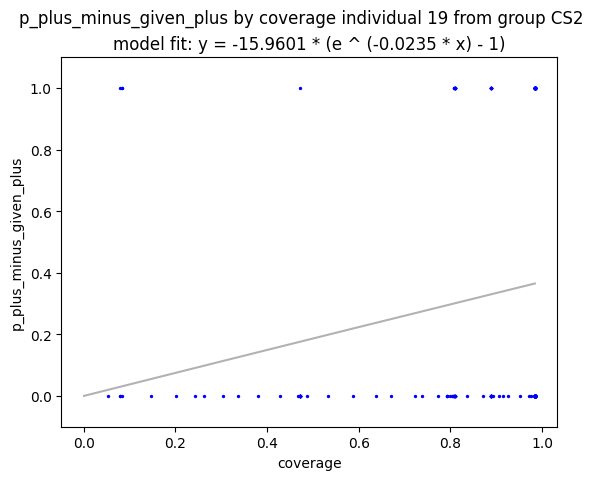 p_plus_minus_given_plus by coverage individual 19 from group CS2
model fit: y = -15.9601 * (e ^ (-0.0235 * x) - 1)
1.0
0.8
0.6
0.4
0.2
0.0
p_plus_minus_given_plus
0.0 0.2 0.4 0.6 0.8 1.0
coverage